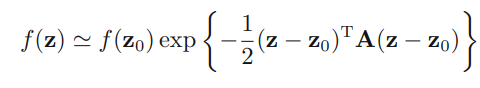 f(z) ≃ f(z₀) exp { −1/2 (z − z₀)ᵀA(z − z₀) }